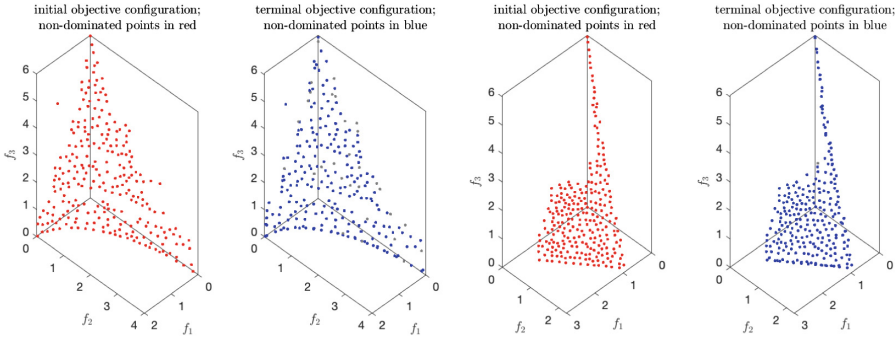 initial objective configuration;
non-dominated points in red
6
5
4
3
2
1
0
f3
0
1
2
3
4
f2
2
1
0
f1
terminal objective configuration;
non-dominated points in blue
6
5
4
3
2
1
0
f3
0
1
2
3
4
f2
2
1
0
f1
initial objective configuration;
non-dominated points in red
6
5
4
3
2
1
0
f3
0
1
2
f2
3
2
1
0
f1
terminal objective configuration;
non-dominated points in blue
6
5
4
3
2
1
0
f3
0
1
2
f2
3
2
1
0
f1